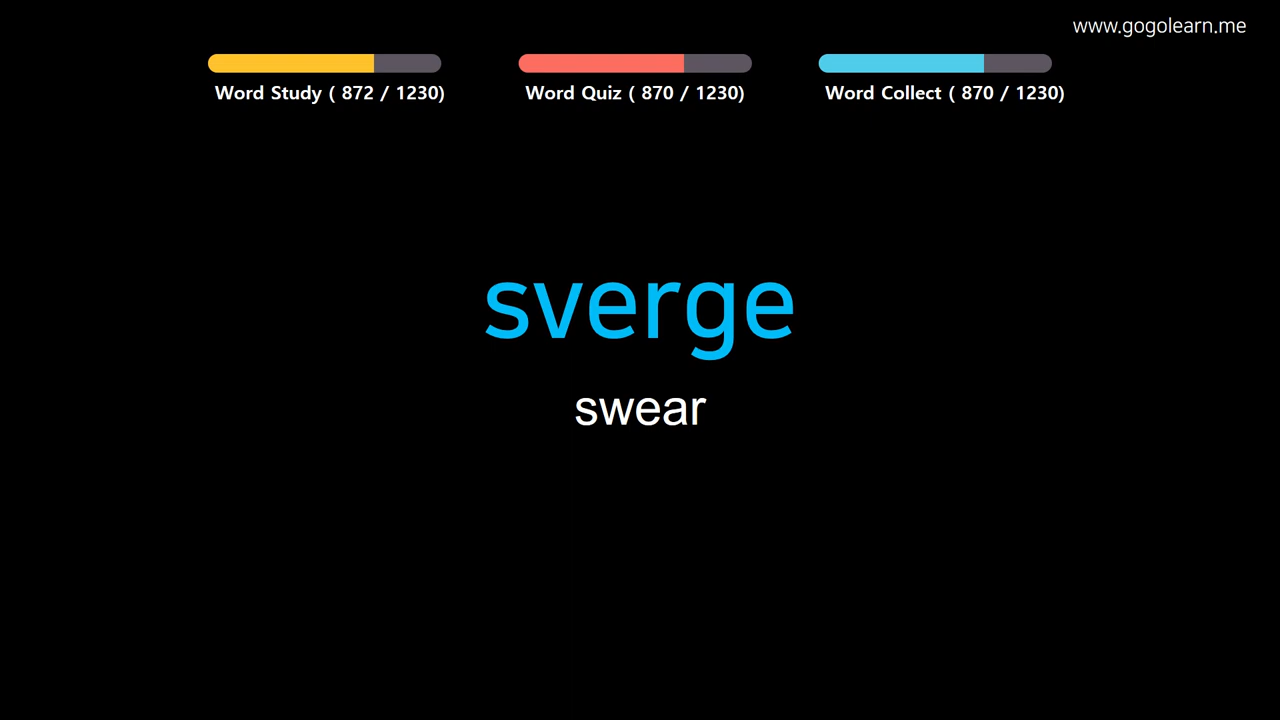 www.gogolearn.me
Word Study ( 872 / 1230)
Word Quiz ( 870 / 1230)
Word Collect ( 870 / 1230)
sverge
swear